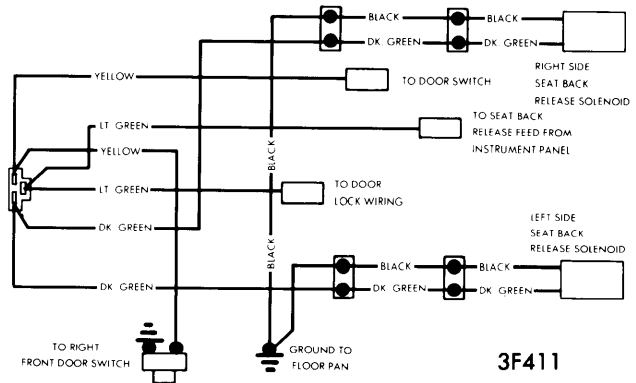 BLACK BLACK
DK GREEN DK. GREEN
RIGHT SIDE
SEAT BACK
RELEASE SOLENOID
YELLOW
TO DOOR SWITCH
LT GREEN
TO SEAT BACK
RELEASE FEED FROM
INSTRUMENT PANEL
YELLOW
BLACK
LT GREEN
TO DOOR
LOCK WIRING
DK GREEN
LEFT SIDE
SEAT BACK
RELEASE SOLENOID
BLACK
BLACK BLACK
DK GREEN
DK GREEN DK GREEN
TO RIGHT
FRONT DOOR SWITCH
GROUND TO
FLOOR PAN
3F411